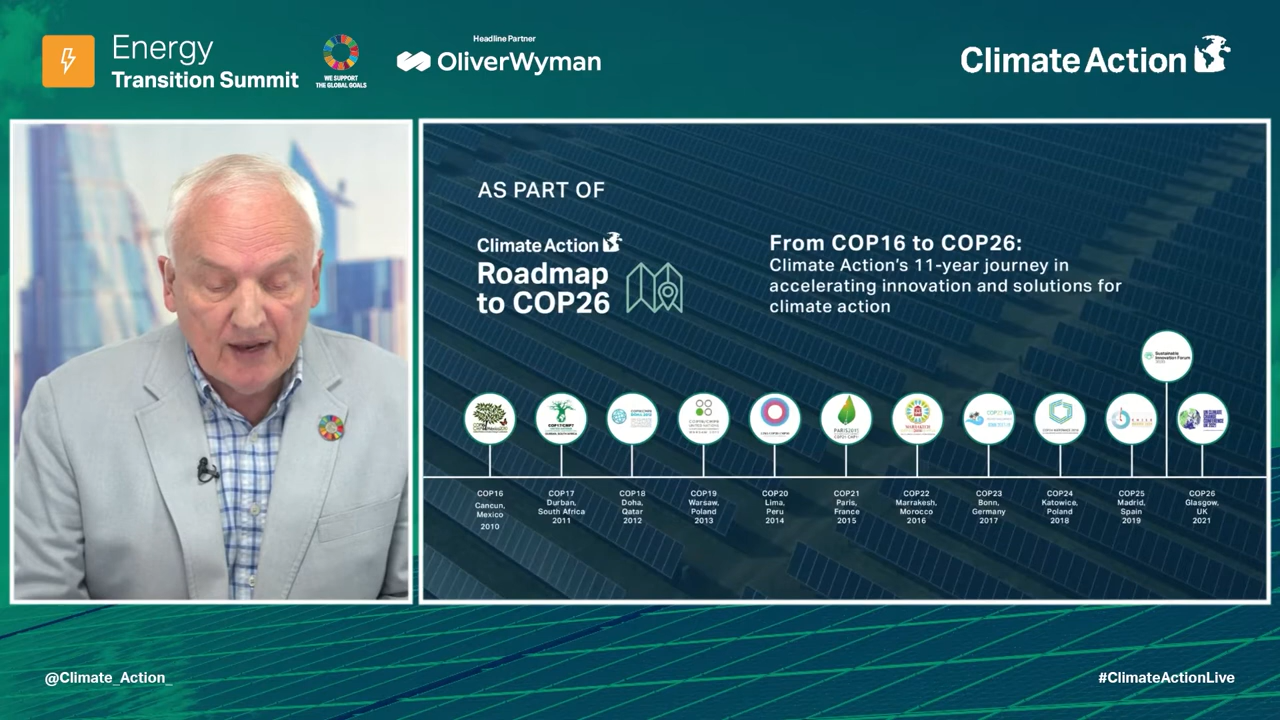 Energy
Transition Summit
WE SUPPORT
THE GLOBAL GOALS
Headline Partner
OliverWyman
Climate Action
AS PART OF
Climate Action
Roadmap
to COP26
From COP16 to COP26:
Climate Action's 11-year journey in
accelerating innovation and solutions for
climate action
Sustainable
Innovation Forum
PARIS2015
COP16
Cancun,
Mexico
2010
COP17
Durban,
South Africa
2011
COP18
Doha,
Qatar
2012
COP19
Warsaw,
Poland
2013
COP20
Lima,
Peru
2014
COP21
Paris,
France
2015
COP22
Marrakesh,
Morocco
2016
COP23
Bonn,
Germany
2017
COP24
Katowice,
Poland
2018
COP25
Madrid,
Spain
2019
COP26
Glasgow,
UK
2021
@Climate_Action_
#ClimateActionLive